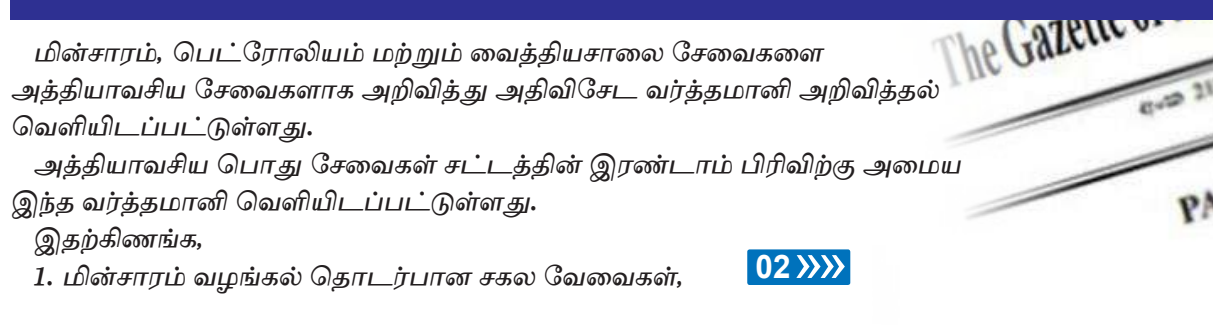 மின்சாரம், பெட்ரோலியம் மற்றும் வைத்தியசாலை சேவைகளை
அத்தியாவசிய சேவைகளாக அறிவித்து அதிவிசேட வர்த்தமானி அறிவித்தல்
வெளியிடப்பட்டுள்ளது.
அத்தியாவசிய பொது சேவைகள் சட்டத்தின் இரண்டாம் பிரிவிற்கு அமைய
இந்த வர்த்தமானி வெளியிடப்பட்டுள்ளது.
இதற்கிணங்க,
1. மின்சாரம் வழங்கல் தொடர்பான சகல வேவைகள்,
02 》》
The Gazette of
21
PA